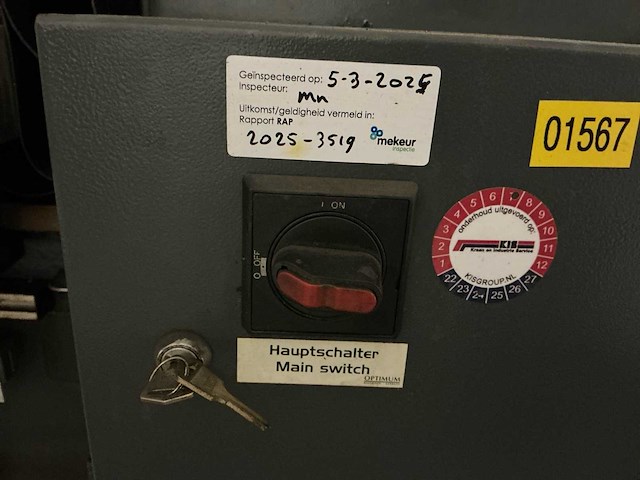 Geïnspecteerd op: 5-3-2025
Inspecteur: mn
Uitkomst/geldigheid vermeld in:
Rapport RAP
2025-3519
mekeur
inspectie
01567
I ON
O OFF
onderhoud uitgevoerd op:
1 2 3 4 5 6 7 8 9 10 11 12
KIS
Kraan en Industrie Service
KISGROUP.NL
22 23 24 25 26 27
Hauptschalter
Main switch
OPTIMUM